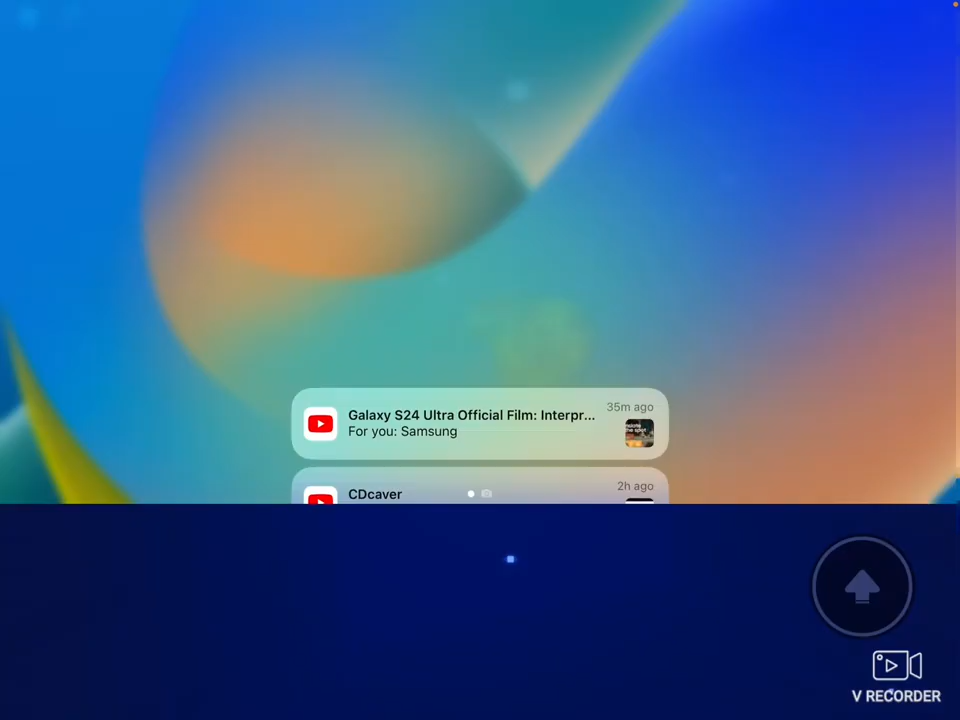 Galaxy S24 Ultra Official Film: Interpr...
35m ago
For you: Samsung
CDcaver
2h ago
V RECORDER